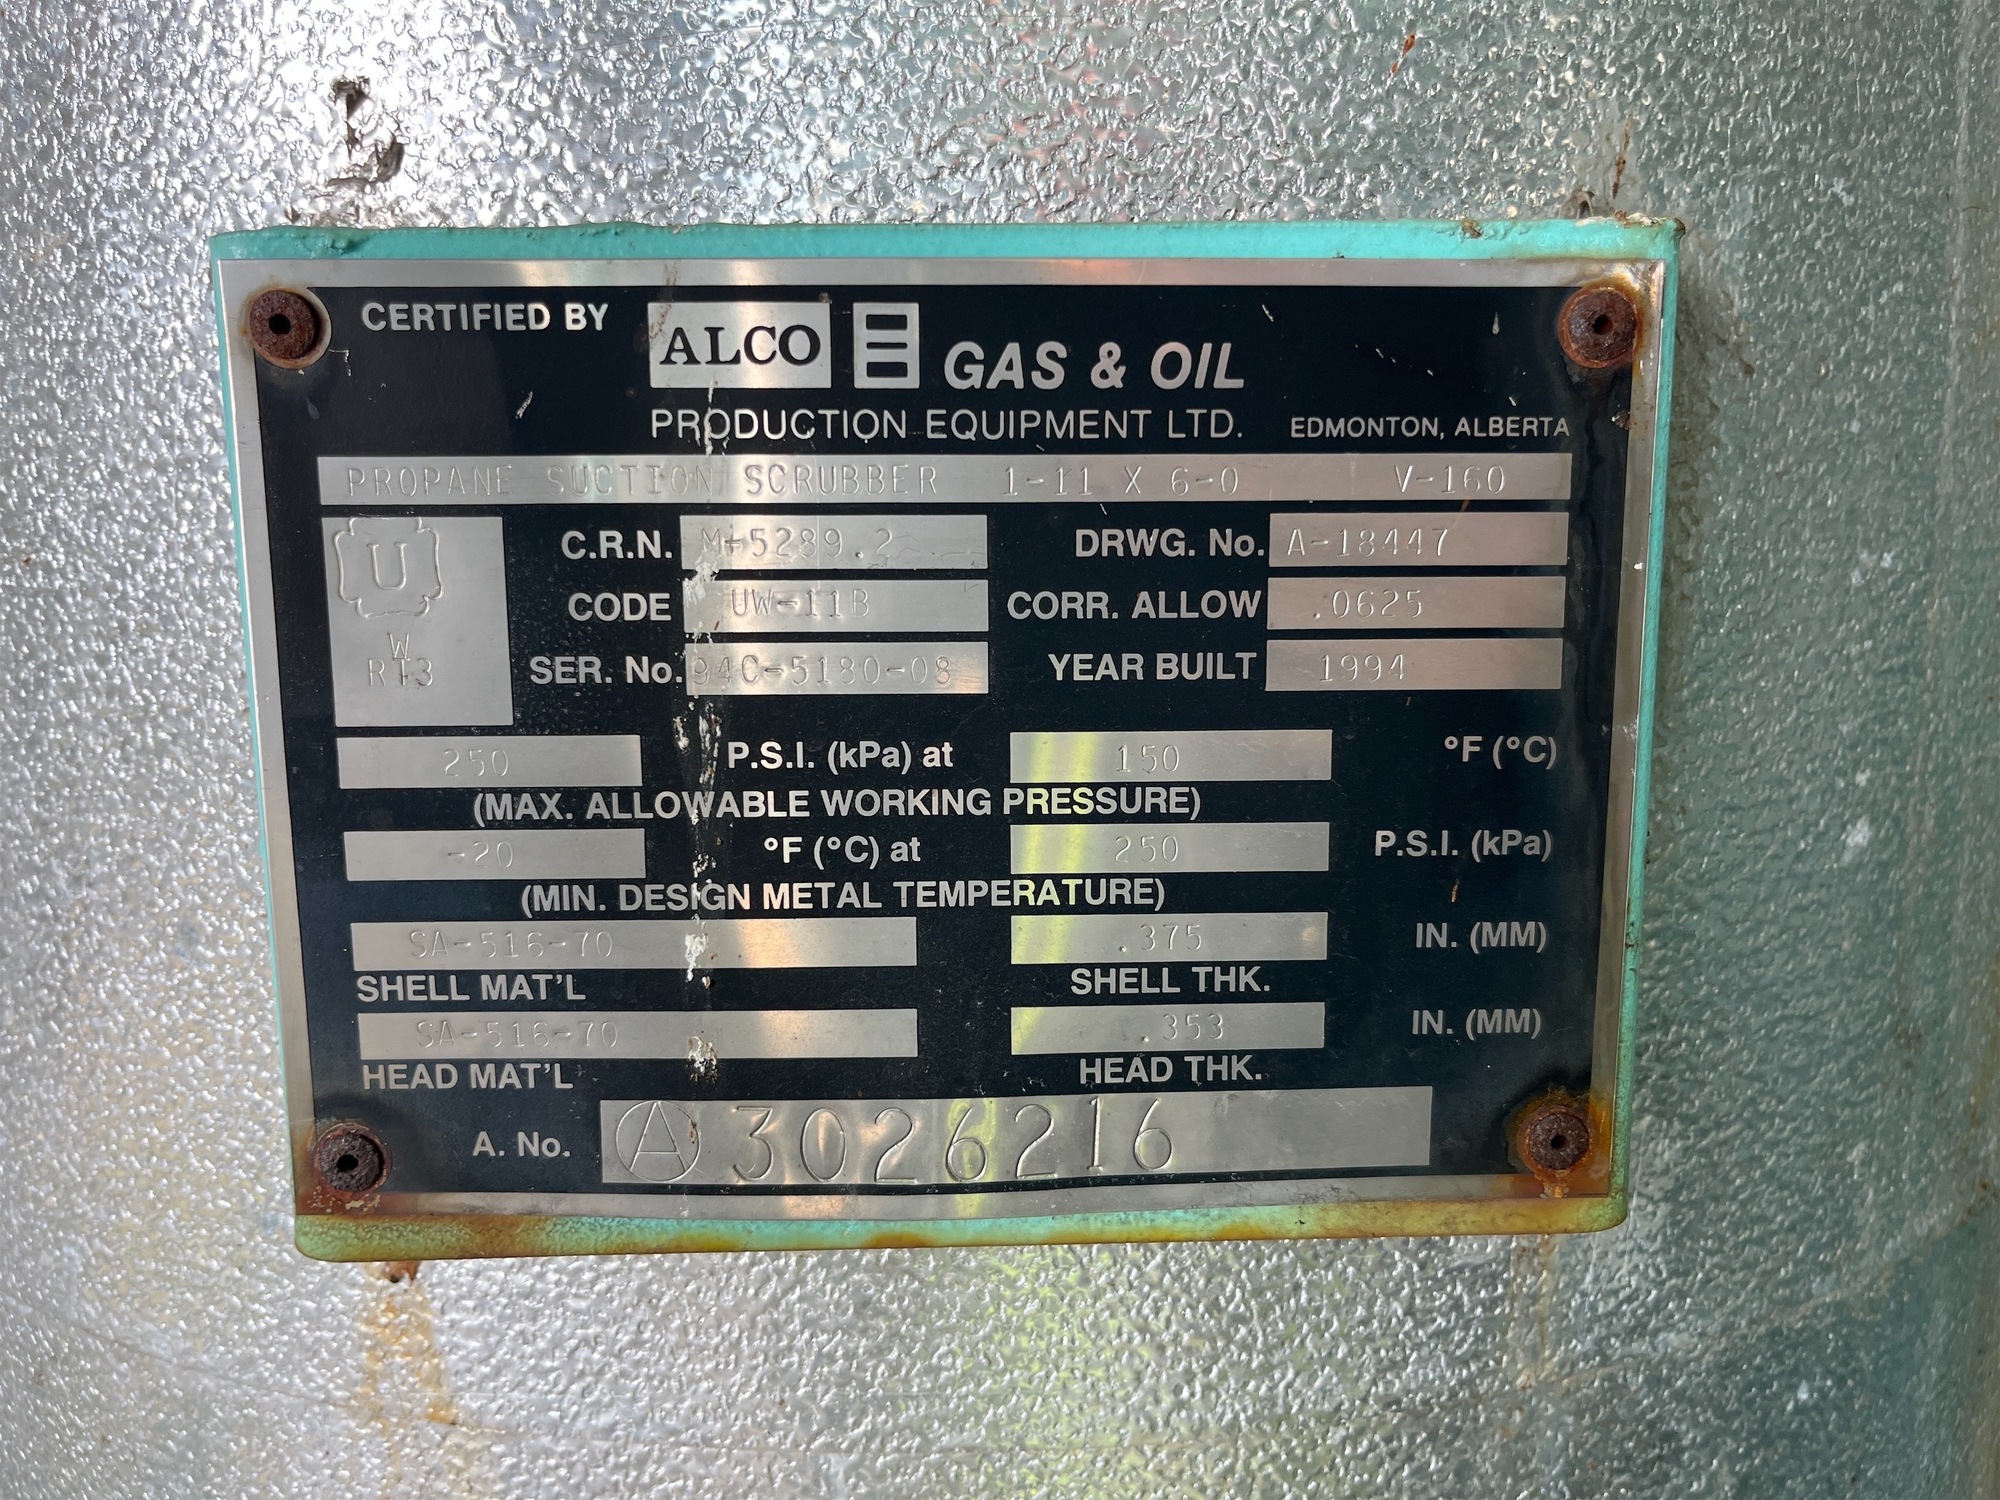 CERTIFIED BY ALCO GAS & OIL
PRODUCTION EQUIPMENT LTD. EDMONTON, ALBERTA
PROPANE SUCTION SCRUBBER 1-11 X 6-0 V-160
U
W
RT3
C.R.N. M-5289.2 DRWG. No. A-18447
CODE UW-11B CORR. ALLOW .0625
SER. No. 94C-5180-08 YEAR BUILT 1994
250 P.S.I. (kPa) at 150 °F (°C)
(MAX. ALLOWABLE WORKING PRESSURE)
-20 °F (°C) at 250 P.S.I. (kPa)
(MIN. DESIGN METAL TEMPERATURE)
SA-516-70 .375 IN. (MM)
SHELL MAT'L SHELL THK.
SA-516-70 .353 IN. (MM)
HEAD MAT'L HEAD THK.
A. No. A 3026216